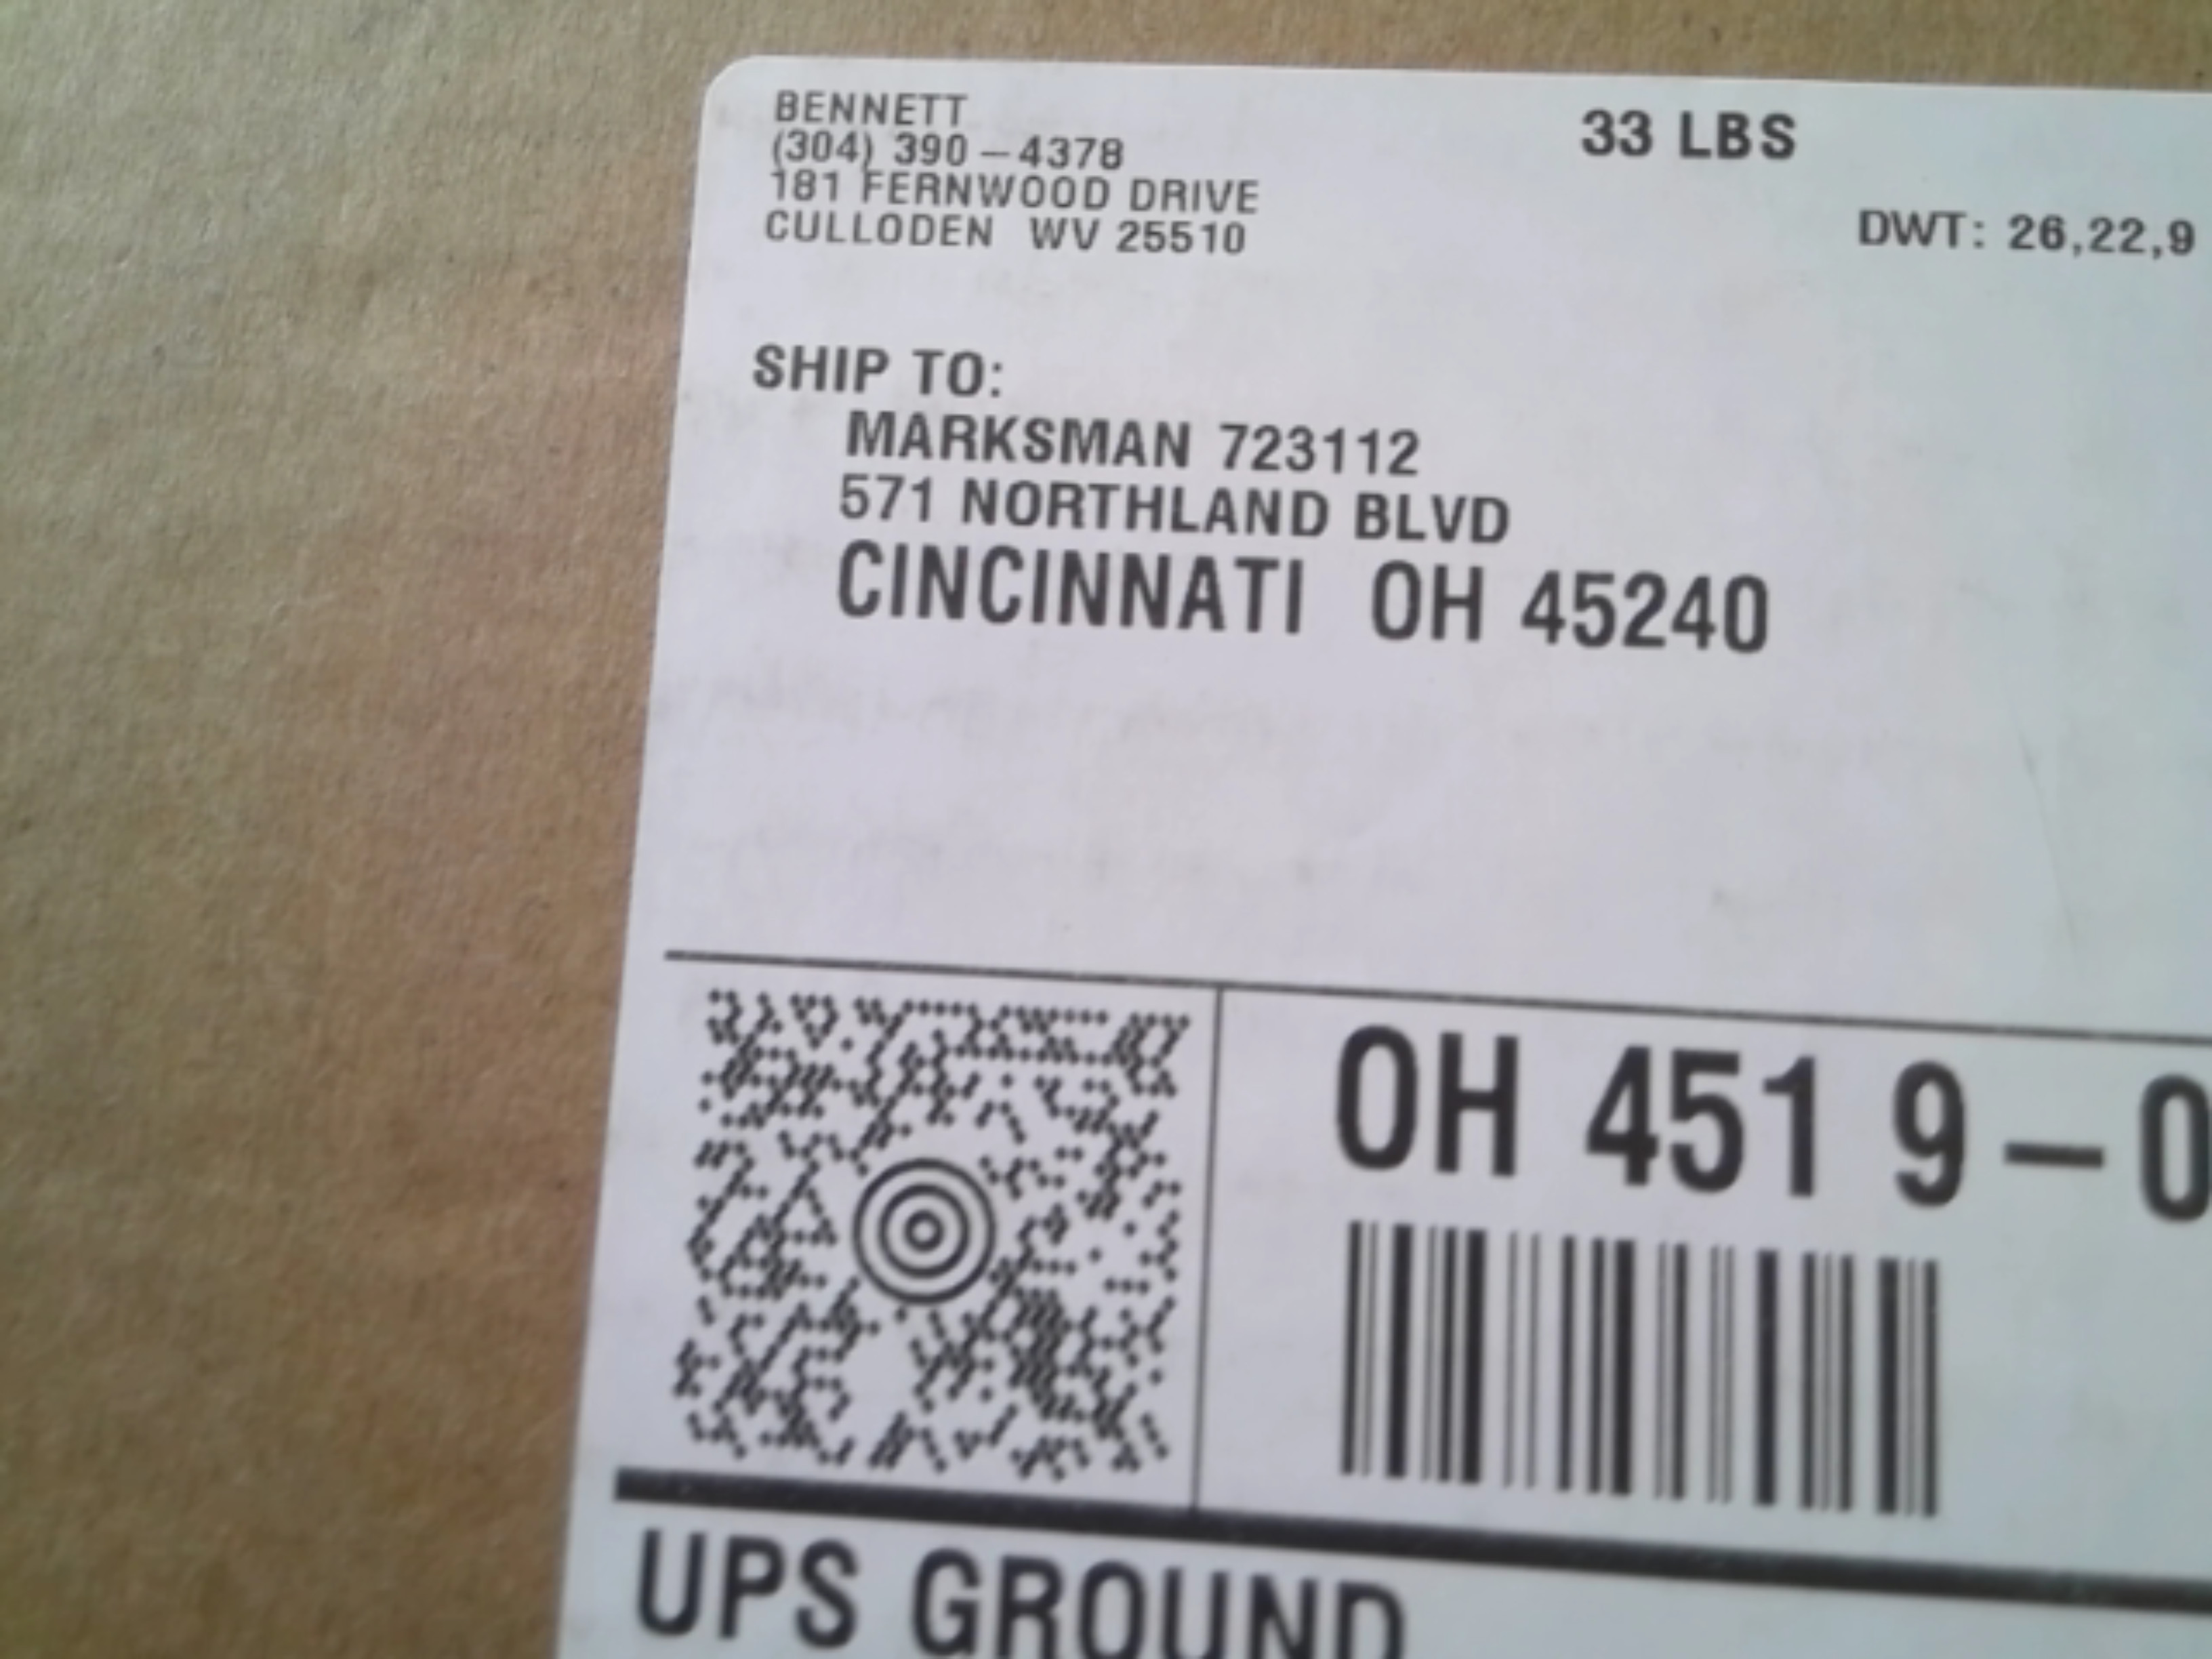 BENNETT
(304) 390-4378
181 FERNWOOD DRIVE
CULLODEN WV 25510
33 LBS
DWT: 26,22,9
SHIP TO:
MARKSMAN 723112
571 NORTHLAND BLVD
CINCINNATI OH 45240
OH 451 9-0
UPS GROUND